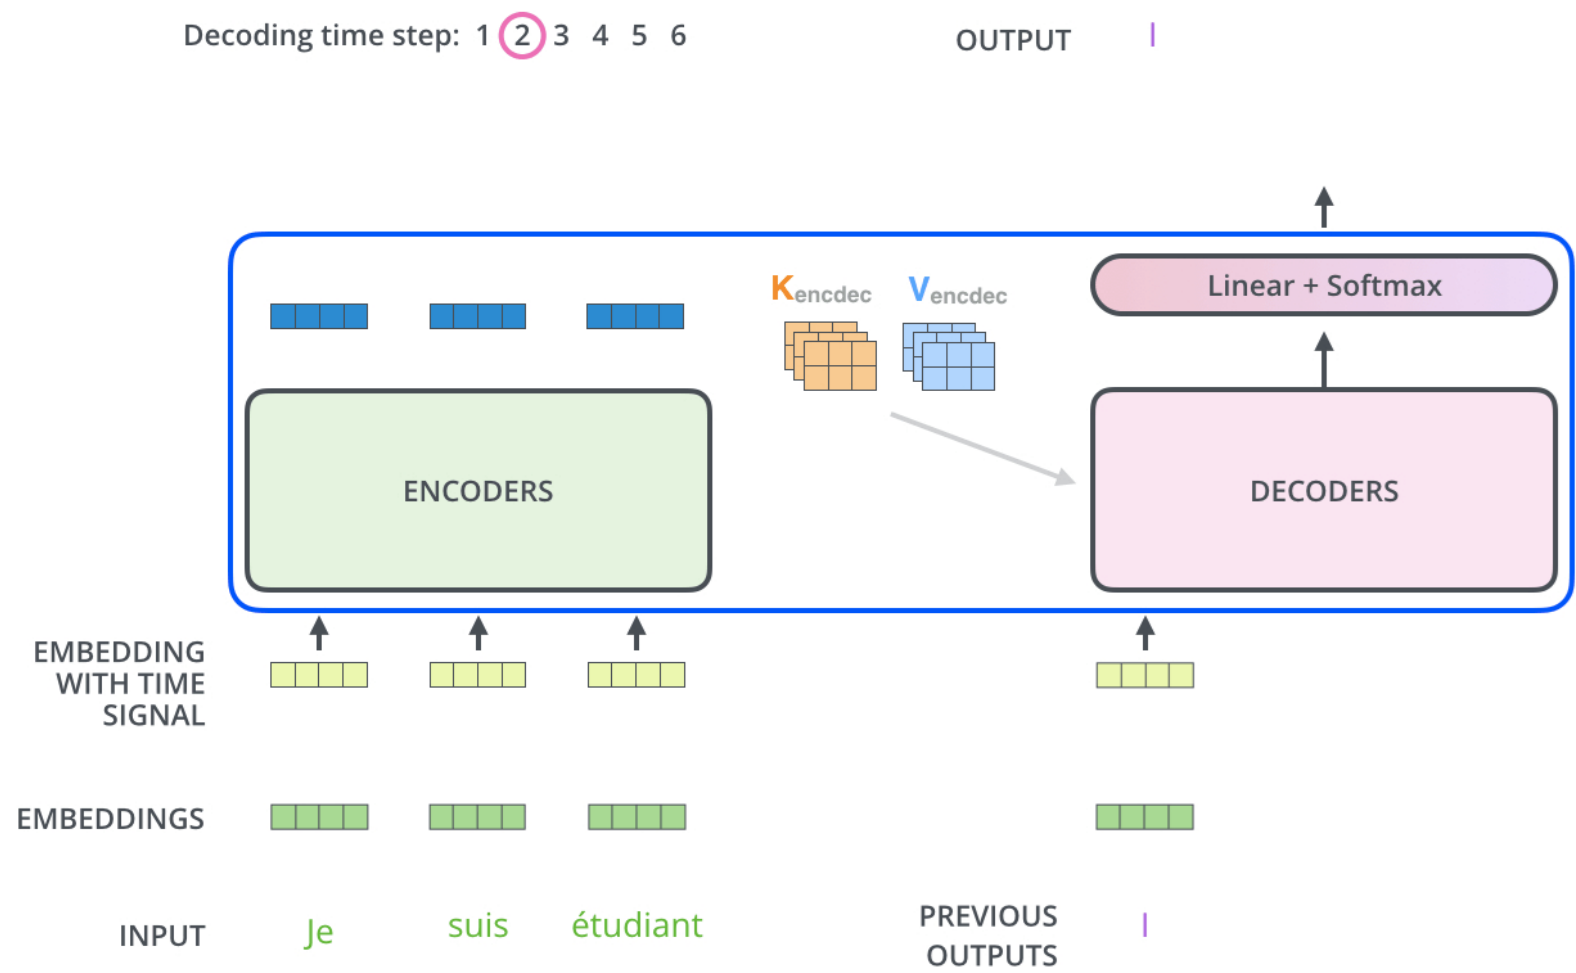 Decoding time step: 1 2 3 4 5 6
OUTPUT I
Kencdec Vencdec
Linear + Softmax
ENCODERS
DECODERS
EMBEDDING
WITH TIME
SIGNAL
EMBEDDINGS
INPUT Je suis étudiant
PREVIOUS
OUTPUTS
I